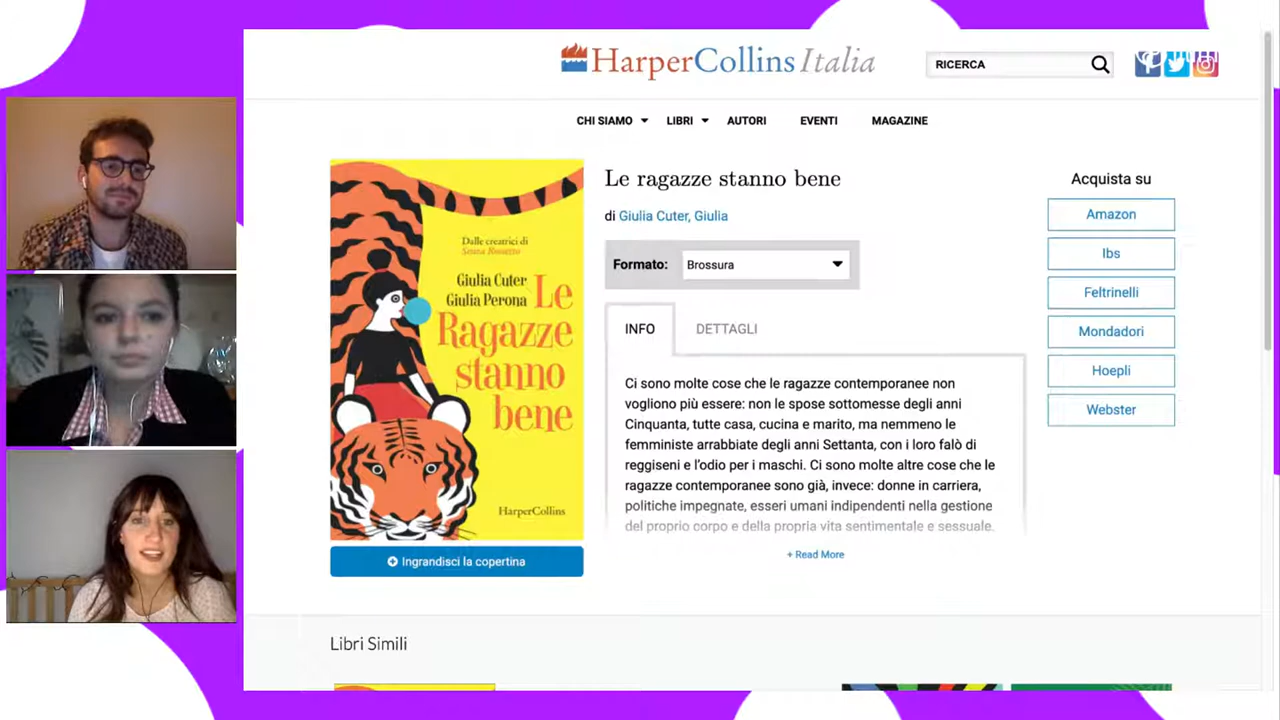 HarperCollins Italia
RICERCA
CHI SIAMO
LIBRI
AUTORI
EVENTI
MAGAZINE
Dalle creatrici di
Senza Rossetto
Giulia Cuter
Giulia Perona
Le
Ragazze
stanno
bene
HarperCollins
Ingrandisci la copertina
Le ragazze stanno bene
di Giulia Cuter, Giulia
Formato:
Brossura
INFO
DETTAGLI
Ci sono molte cose che le ragazze contemporanee non
vogliono più essere: non le spose sottomesse degli anni
Cinquanta, tutte casa, cucina e marito, ma nemmeno le
femministe arrabbiate degli anni Settanta, con i loro falò di
reggiseni e l'odio per i maschi. Ci sono molte altre cose che le
ragazze contemporanee sono già, invece: donne in carriera,
politiche impegnate, esseri umani indipendenti nella gestione
del proprio corpo e della propria vita sentimentale e sessuale.
+ Read More
Acquista su
Amazon
Ibs
Feltrinelli
Mondadori
Hoepli
Webster
Libri Simili